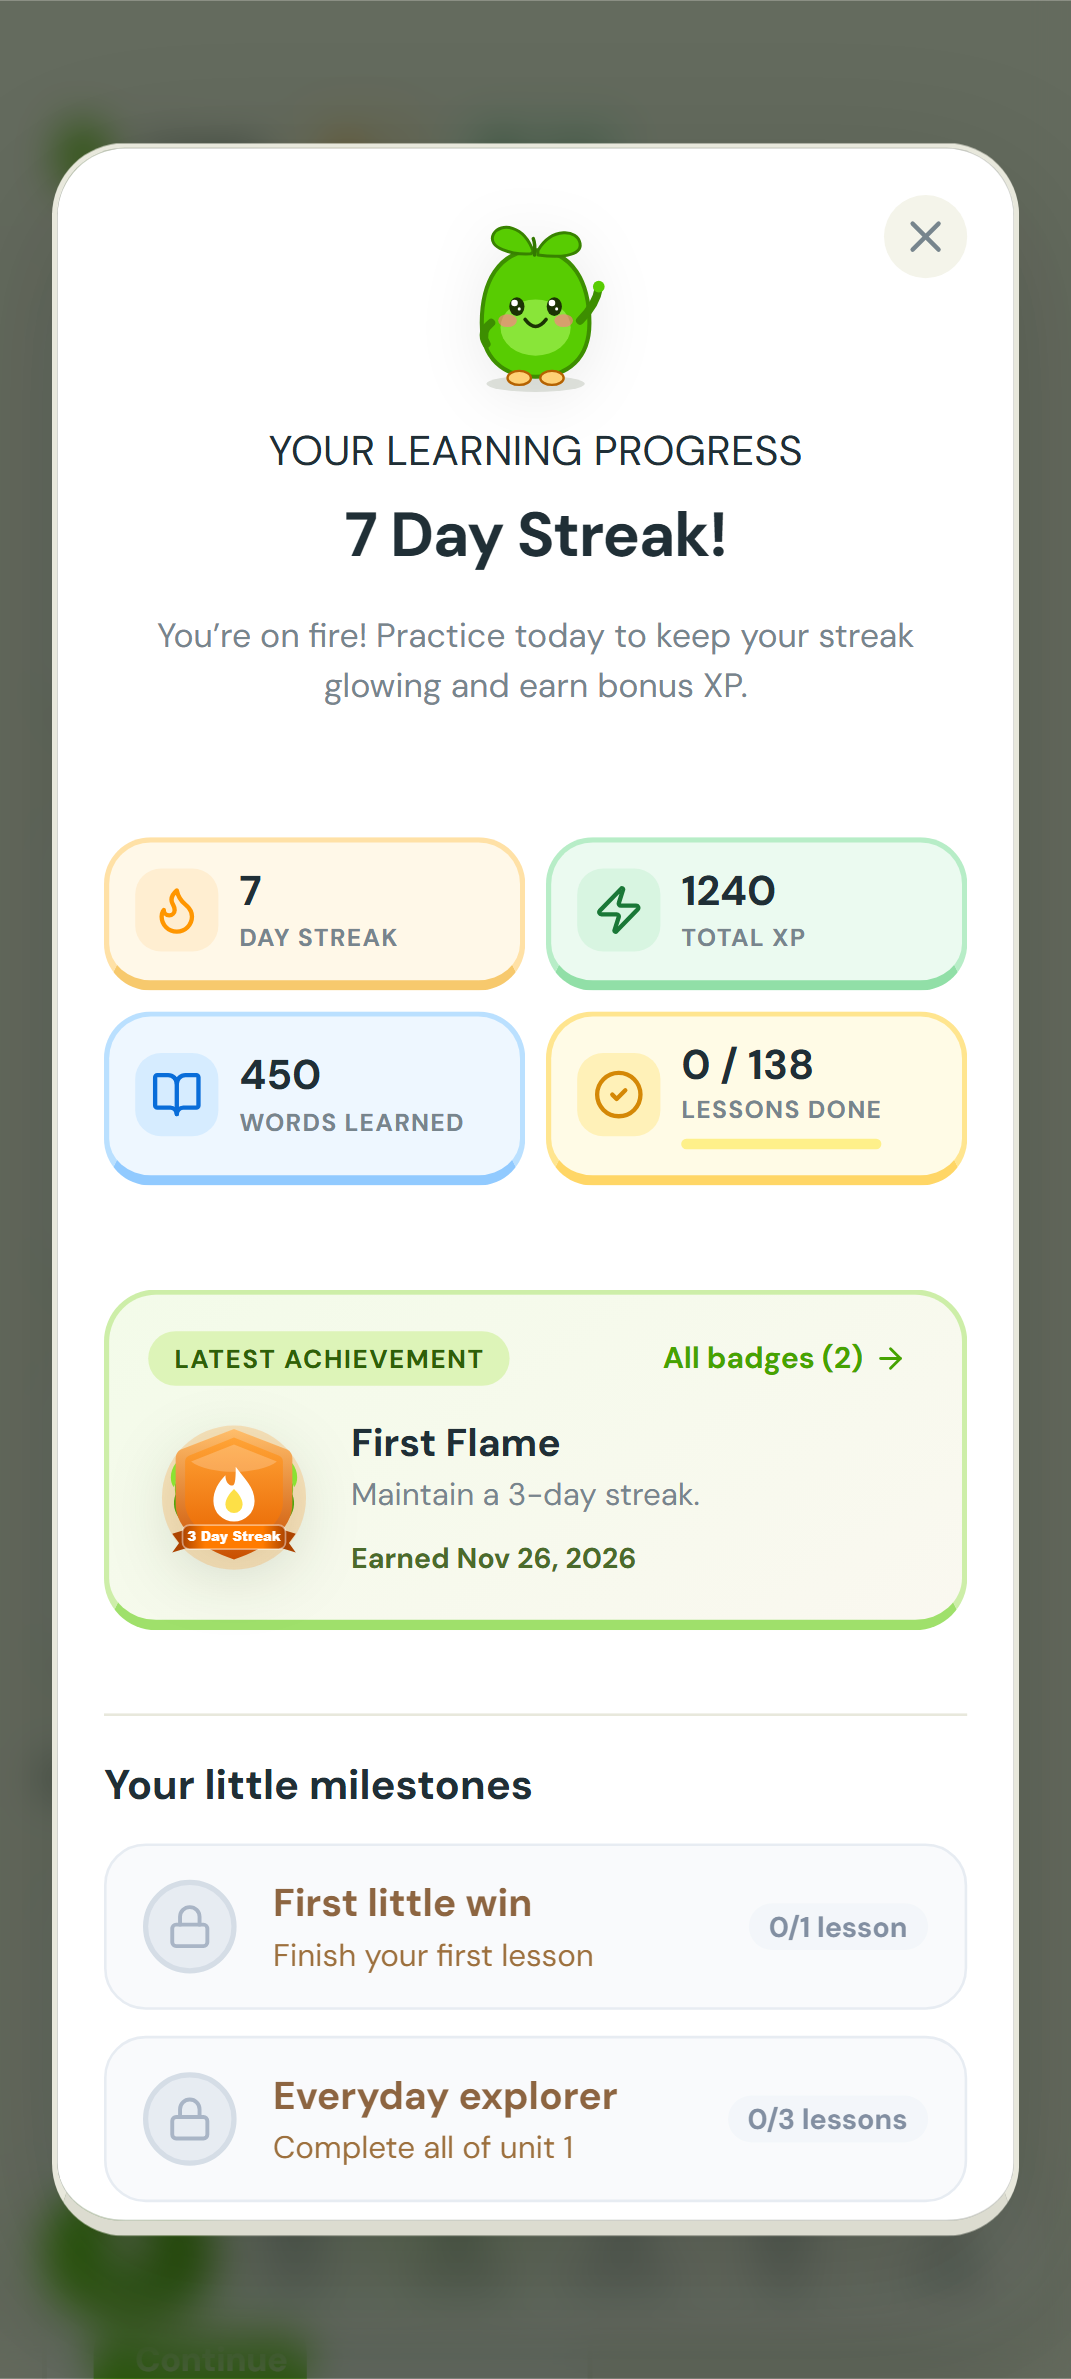 YOUR LEARNING PROGRESS
7 Day Streak!
You’re on fire! Practice today to keep your streak
glowing and earn bonus XP.
7
DAY STREAK
1240
TOTAL XP
450
WORDS LEARNED
0 / 138
LESSONS DONE
LATEST ACHIEVEMENT
All badges (2) →
3 Day Streak
First Flame
Maintain a 3-day streak.
Earned Nov 26, 2026
Your little milestones
First little win
Finish your first lesson
0/1 lesson
Everyday explorer
Complete all of unit 1
0/3 lessons
Continue